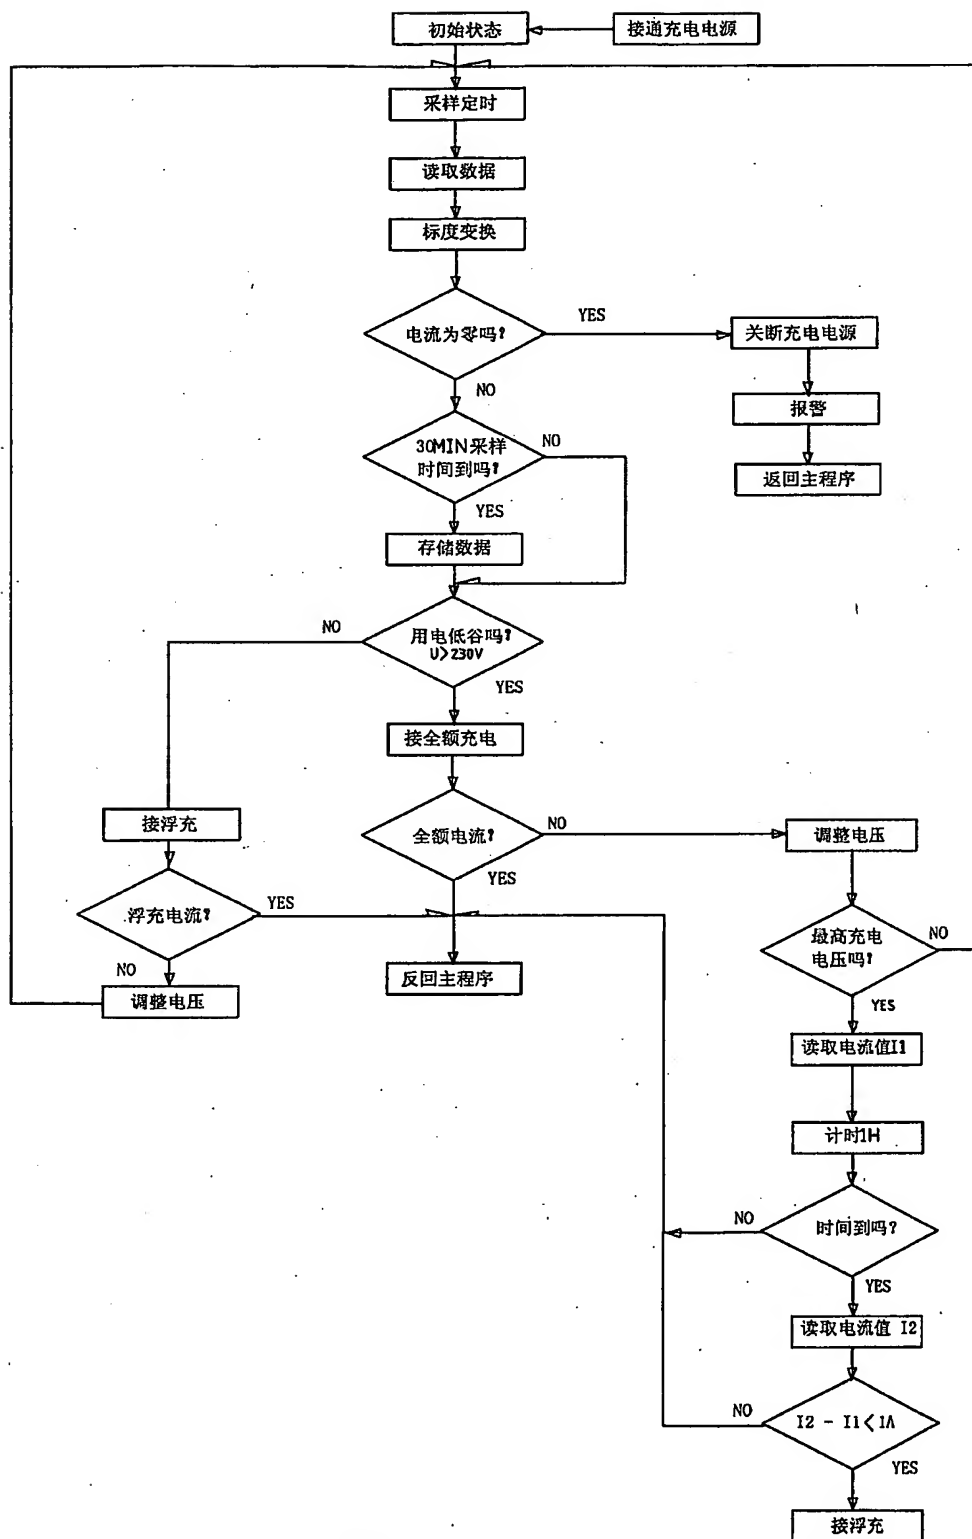 初始状态
接通充电电源
采样定时
读取数据
标度变换
电流为零吗?
YES
关断充电电源
NO
报警
30MIN采样
时间到吗?
NO
返回主程序
YES
存储数据
NO
用电低谷吗?
U>230V
YES
接全额充电
接浮充
全额电流?
NO
调整电压
YES
浮充电流?
YES
最高充电
电压吗?
NO
NO
反回主程序
调整电压
YES
读取电流值I1
计时1H
NO
时间到吗?
YES
读取电流值 I2
NO
I2 - I1<1A
YES
接浮充